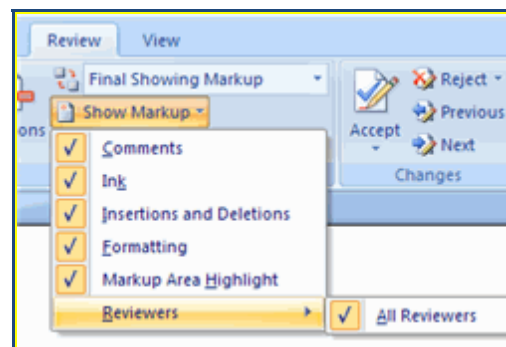 Review View
Final Showing Markup
Reject
Show Markup
Previous
ons
Accept
Next
Comments
Changes
Ink
Insertions and Deletions
Formatting
Markup Area Highlight
Reviewers
All Reviewers